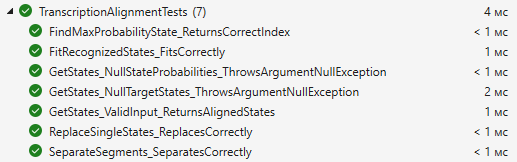 TranscriptionAlignmentTests (7) 4 мс
FindMaxProbabilityState_ReturnsCorrectIndex < 1 мс
FitRecognizedStates_FitsCorrectly 1 мс
GetStates_NullStateProbabilities_ThrowsArgumentNullException < 1 мс
GetStates_NullTargetStates_ThrowsArgumentNullException 2 мс
GetStates_ValidInput_ReturnsAlignedStates 1 мс
ReplaceSingleStates_ReplacesCorrectly < 1 мс
SeparateSegments_SeparatesCorrectly < 1 мс